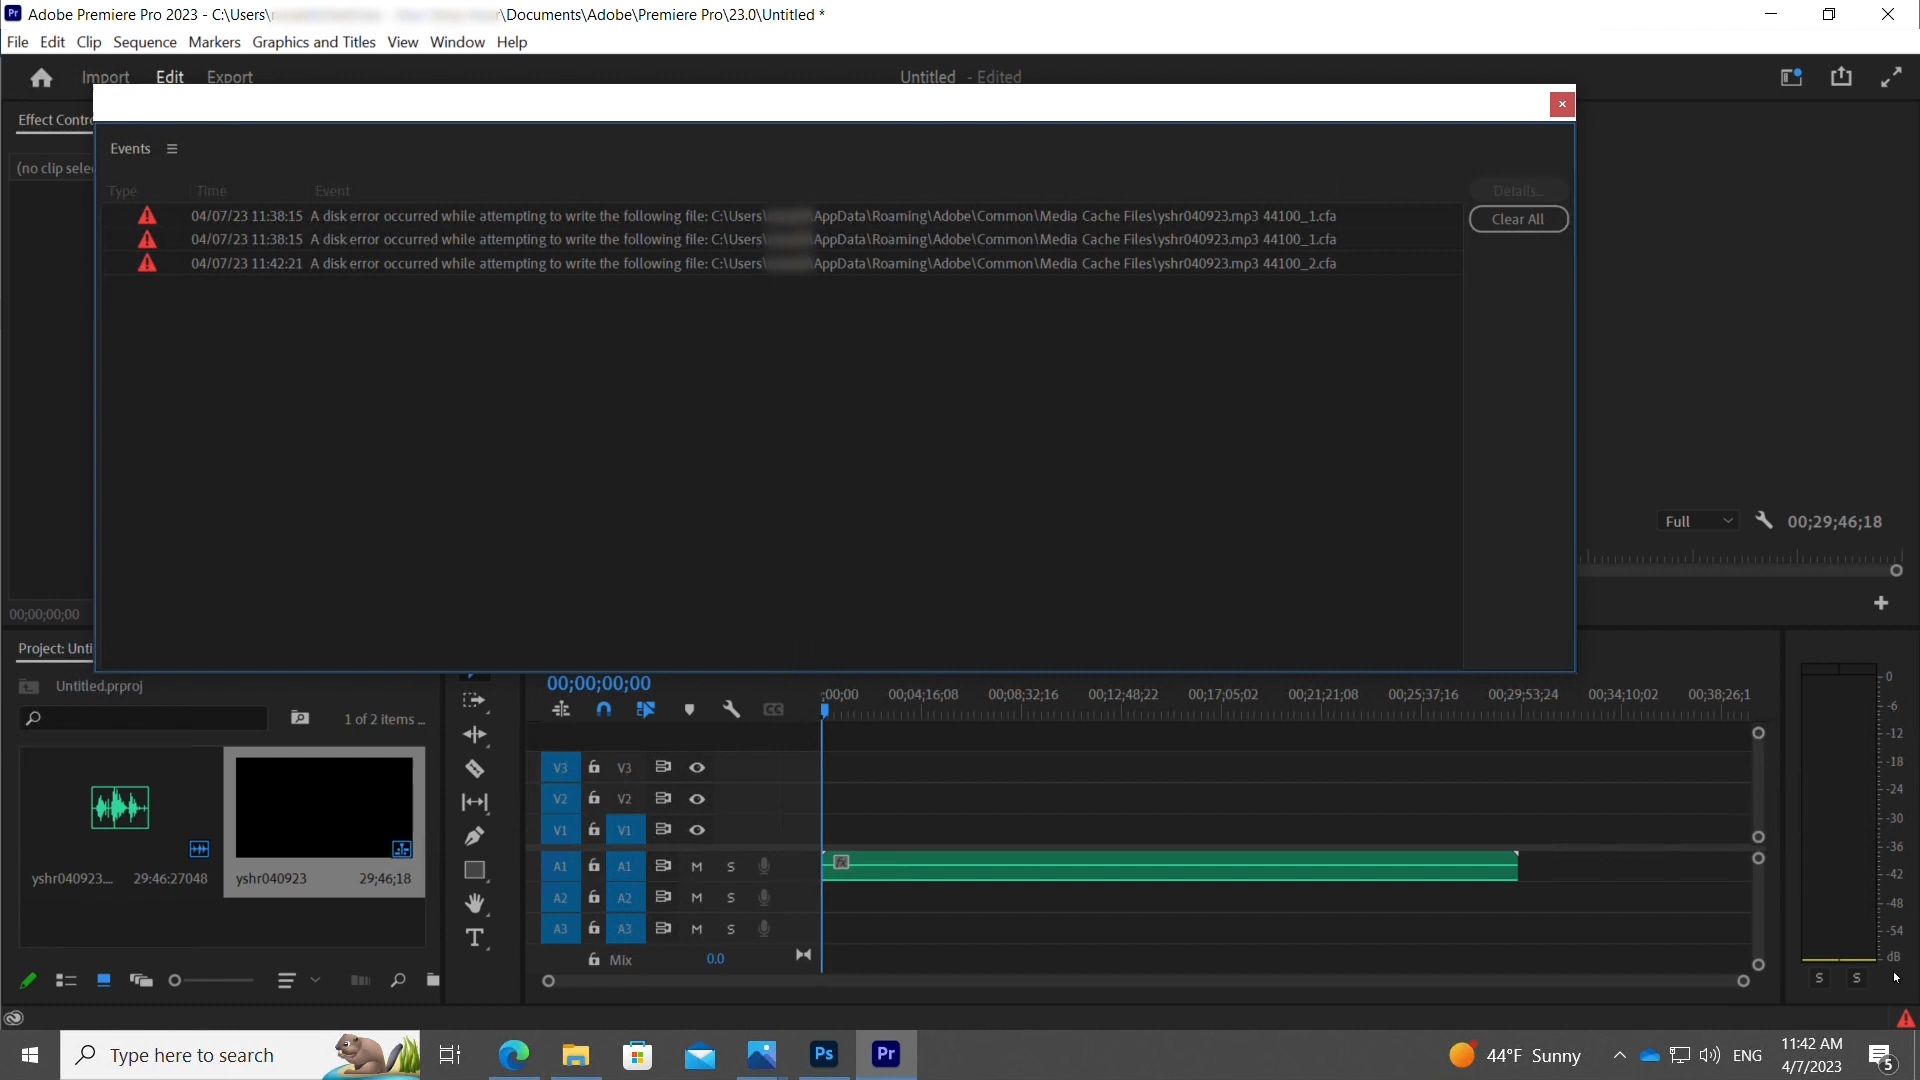 Adobe Premiere Pro 2023 - C:\Users\ \Documents\Adobe\Premiere Pro\23.0\Untitled *
File Edit Clip Sequence Markers Graphics and Titles View Window Help
Import Edit Export Untitled - Edited
Effect Contro
Events
(no clip selec
Type Time Event Details...
04/07/23 11:38:15 A disk error occurred while attempting to write the following file: C:\Users\ \AppData\Roaming\Adobe\Common\Media Cache Files\yshr040923.mp3 44100_1.cfa
Clear All
04/07/23 11:38:15 A disk error occurred while attempting to write the following file: C:\Users\ \AppData\Roaming\Adobe\Common\Media Cache Files\yshr040923.mp3 44100_1.cfa
04/07/23 11:42:21 A disk error occurred while attempting to write the following file: C:\Users\ \AppData\Roaming\Adobe\Common\Media Cache Files\yshr040923.mp3 44100_2.cfa
Full 00;29;46;18
00;00;00;00
Project: Unti
Untitled.prproj
1 of 2 items ...
yshr040923.... 29:46:27048
yshr040923 29;46;18
00;00;00;00
;00;00 00;04;16;08 00;08;32;16 00;12;48;22 00;17;05;02 00;21;21;08 00;25;37;16 00;29;53;24 00;34;10;02 00;38;26;1
CC
V3 V3
V2 V2
V1 V1
A1 A1 M S fx
A2 A2 M S
A3 A3 M S
Mix 0.0
0
-6
-12
-18
-24
-30
-36
-42
-48
-54
dB
S S
Type here to search
Ps
Pr
44°F Sunny
ENG
11:42 AM
4/7/2023
5